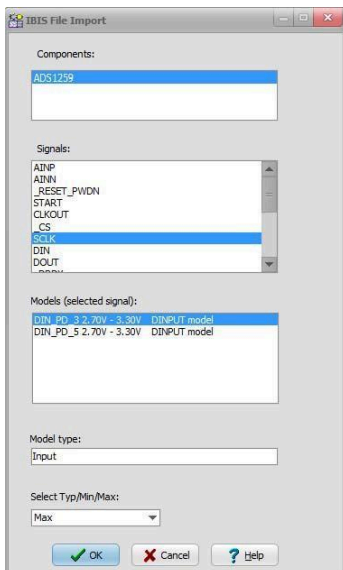 IBIS File Import
Components:
ADS1259
Signals:
AINP
AINN
_RESET_PWDN
START
CLKOUT
_CS
SCLK
DIN
DOUT
Models (selected signal):
DIN_PD_3 2.70V - 3.30V DINPUT model
DIN_PD_5 2.70V - 3.30V DINPUT model
Model type:
Input
Select Typ/Min/Max:
Max
OK
Cancel
? Help